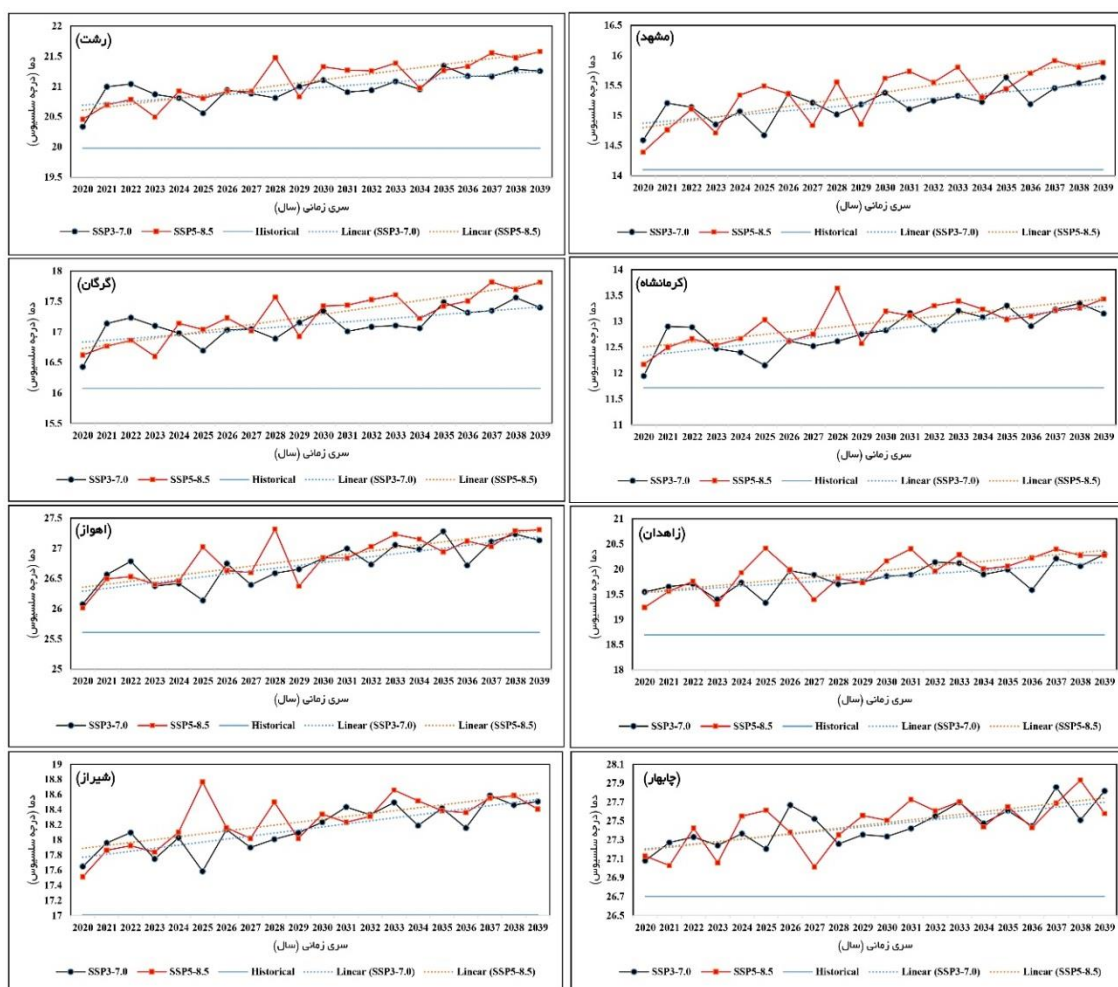 (رشت)
دما (درجه سلسیوس)
22
21.5
21
20.5
20
19.5
2020 2021 2022 2023 2024 2025 2026 2027 2028 2029 2030 2031 2032 2033 2034 2035 2036 2037 2038 2039
سری زمانی (سال)
SSP3-7.0 SSP5-8.5 Historical Linear (SSP3-7.0) Linear (SSP5-8.5)
(مشهد)
دما (درجه سلسیوس)
16.5
16
15.5
15
14.5
14
2020 2021 2022 2023 2024 2025 2026 2027 2028 2029 2030 2031 2032 2033 2034 2035 2036 2037 2038 2039
سری زمانی (سال)
SSP3-7.0 SSP5-8.5 Historical Linear (SSP3-7.0) Linear (SSP5-8.5)
(گرگان)
دما (درجه سلسیوس)
18
17.5
17
16.5
16
15.5
2020 2021 2022 2023 2024 2025 2026 2027 2028 2029 2030 2031 2032 2033 2034 2035 2036 2037 2038 2039
سری زمانی (سال)
SSP3-7.0 SSP5-8.5 Historical Linear (SSP3-7.0) Linear (SSP5-8.5)
(کرمانشاه)
دما (درجه سلسیوس)
14
13.5
13
12.5
12
11.5
11
2020 2021 2022 2023 2024 2025 2026 2027 2028 2029 2030 2031 2032 2033 2034 2035 2036 2037 2038 2039
سری زمانی (سال)
SSP3-7.0 SSP5-8.5 Historical Linear (SSP3-7.0) Linear (SSP5-8.5)
(اهواز)
دما (درجه سلسیوس)
27.5
27
26.5
26
25.5
25
2020 2021 2022 2023 2024 2025 2026 2027 2028 2029 2030 2031 2032 2033 2034 2035 2036 2037 2038 2039
سری زمانی (سال)
SSP3-7.0 SSP5-8.5 Historical Linear (SSP3-7.0) Linear (SSP5-8.5)
(زاهدان)
دما (درجه سلسیوس)
21
20.5
20
19.5
19
18.5
18
2020 2021 2022 2023 2024 2025 2026 2027 2028 2029 2030 2031 2032 2033 2034 2035 2036 2037 2038 2039
سری زمانی (سال)
SSP3-7.0 SSP5-8.5 Historical Linear (SSP3-7.0) Linear (SSP5-8.5)
(شیراز)
دما (درجه سلسیوس)
19
18.8
18.6
18.4
18.2
18
17.8
17.6
17.4
17.2
17
2020 2021 2022 2023 2024 2025 2026 2027 2028 2029 2030 2031 2032 2033 2034 2035 2036 2037 2038 2039
سری زمانی (سال)
SSP3-7.0 SSP5-8.5 Historical Linear (SSP3-7.0) Linear (SSP5-8.5)
(چابهار)
دما (درجه سلسیوس)
28.1
27.9
27.7
27.5
27.3
27.1
26.9
26.7
26.5
2020 2021 2022 2023 2024 2025 2026 2027 2028 2029 2030 2031 2032 2033 2034 2035 2036 2037 2038 2039
سری زمانی (سال)
SSP3-7.0 SSP5-8.5 Historical Linear (SSP3-7.0) Linear (SSP5-8.5)